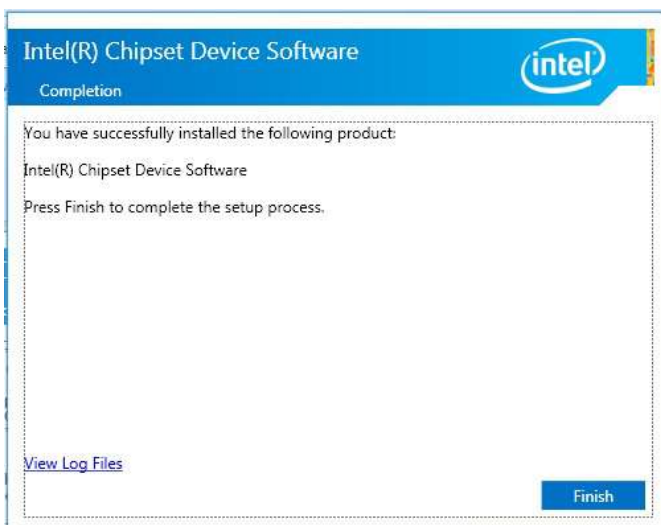 Intel(R) Chipset Device Software
intel
Completion
You have successfully installed the following product:
Intel(R) Chipset Device Software
Press Finish to complete the setup process.
View Log Files
Finish